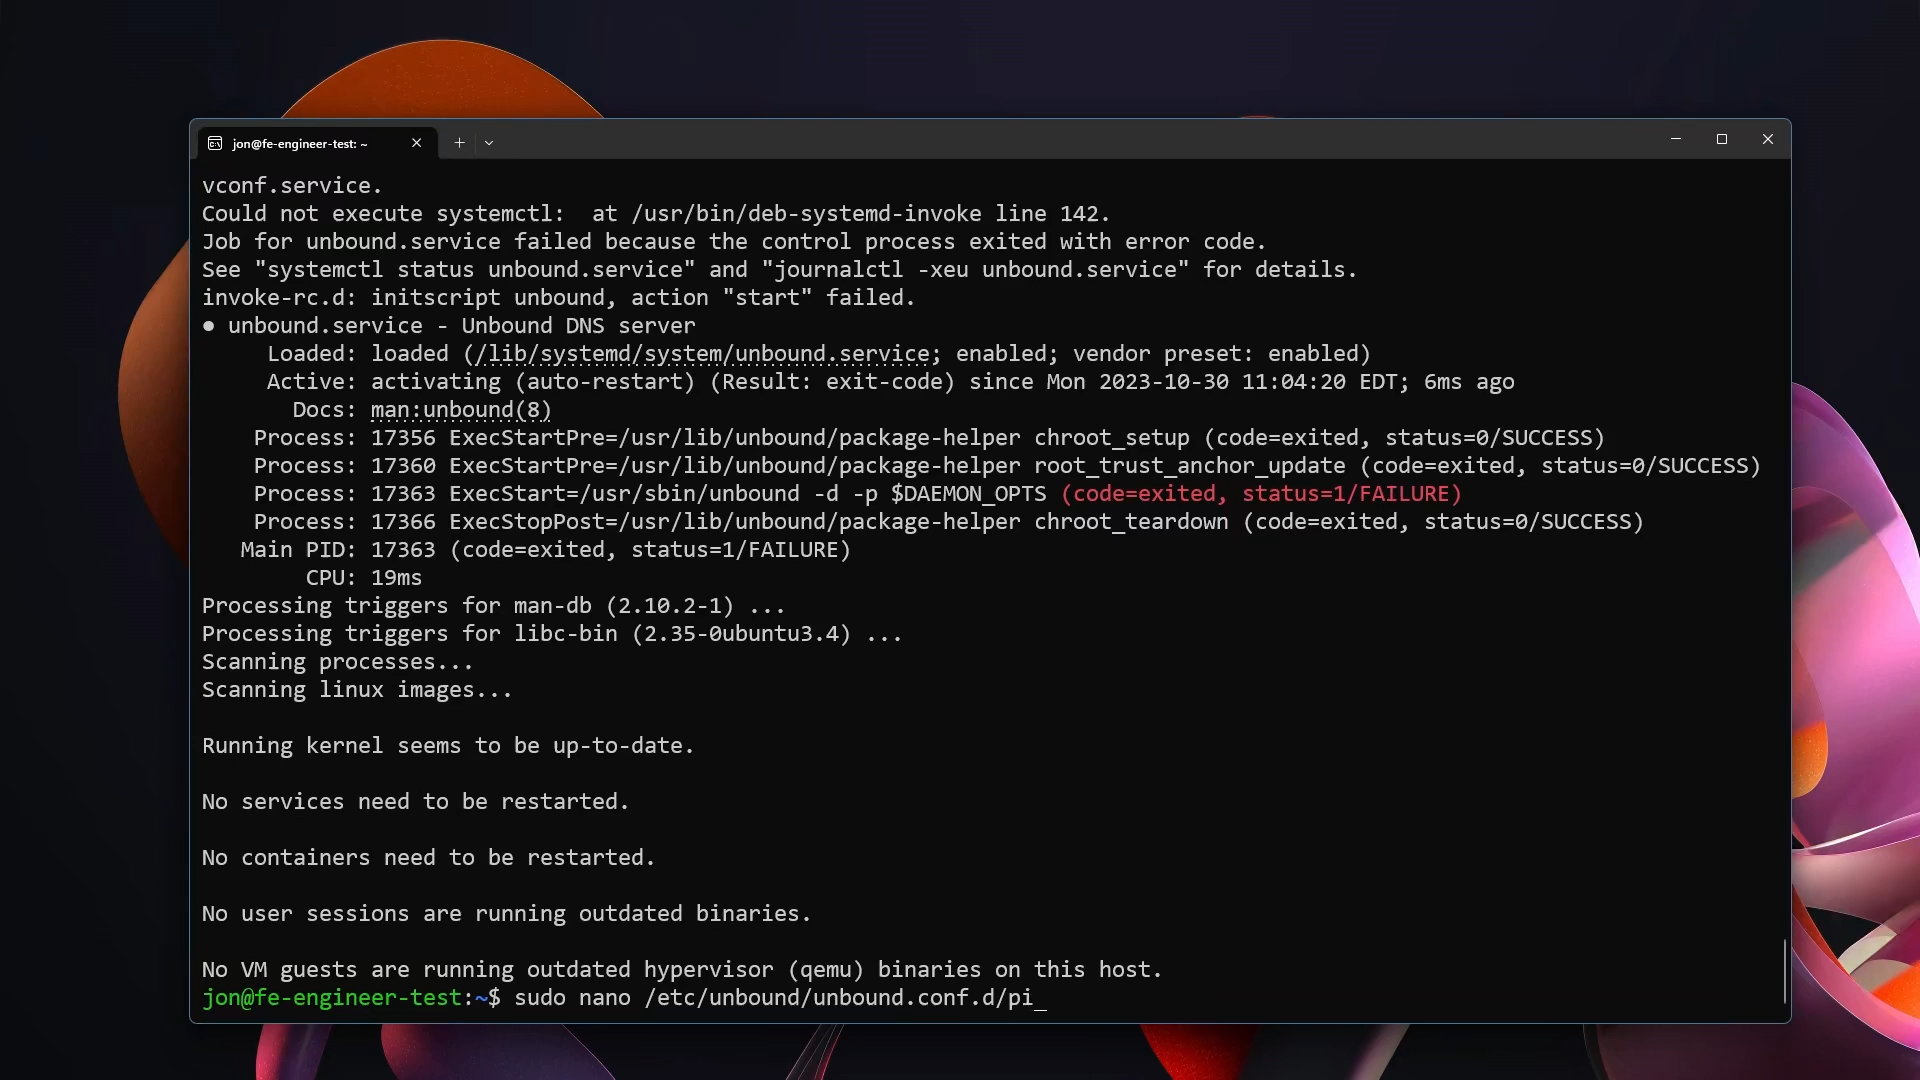 jon@fe-engineer-test: ~
vconf.service.
Could not execute systemctl:  at /usr/bin/deb-systemd-invoke line 142.
Job for unbound.service failed because the control process exited with error code.
See "systemctl status unbound.service" and "journalctl -xeu unbound.service" for details.
invoke-rc.d: initscript unbound, action "start" failed.
● unbound.service - Unbound DNS server
     Loaded: loaded (/lib/systemd/system/unbound.service; enabled; vendor preset: enabled)
     Active: activating (auto-restart) (Result: exit-code) since Mon 2023-10-30 11:04:20 EDT; 6ms ago
       Docs: man:unbound(8)
    Process: 17356 ExecStartPre=/usr/lib/unbound/package-helper chroot_setup (code=exited, status=0/SUCCESS)
    Process: 17360 ExecStartPre=/usr/lib/unbound/package-helper root_trust_anchor_update (code=exited, status=0/SUCCESS)
    Process: 17363 ExecStart=/usr/sbin/unbound -d -p $DAEMON_OPTS (code=exited, status=1/FAILURE)
    Process: 17366 ExecStopPost=/usr/lib/unbound/package-helper chroot_teardown (code=exited, status=0/SUCCESS)
   Main PID: 17363 (code=exited, status=1/FAILURE)
        CPU: 19ms
Processing triggers for man-db (2.10.2-1) ...
Processing triggers for libc-bin (2.35-0ubuntu3.4) ...
Scanning processes...
Scanning linux images...
Running kernel seems to be up-to-date.
No services need to be restarted.
No containers need to be restarted.
No user sessions are running outdated binaries.
No VM guests are running outdated hypervisor (qemu) binaries on this host.
jon@fe-engineer-test:~$ sudo nano /etc/unbound/unbound.conf.d/pi_